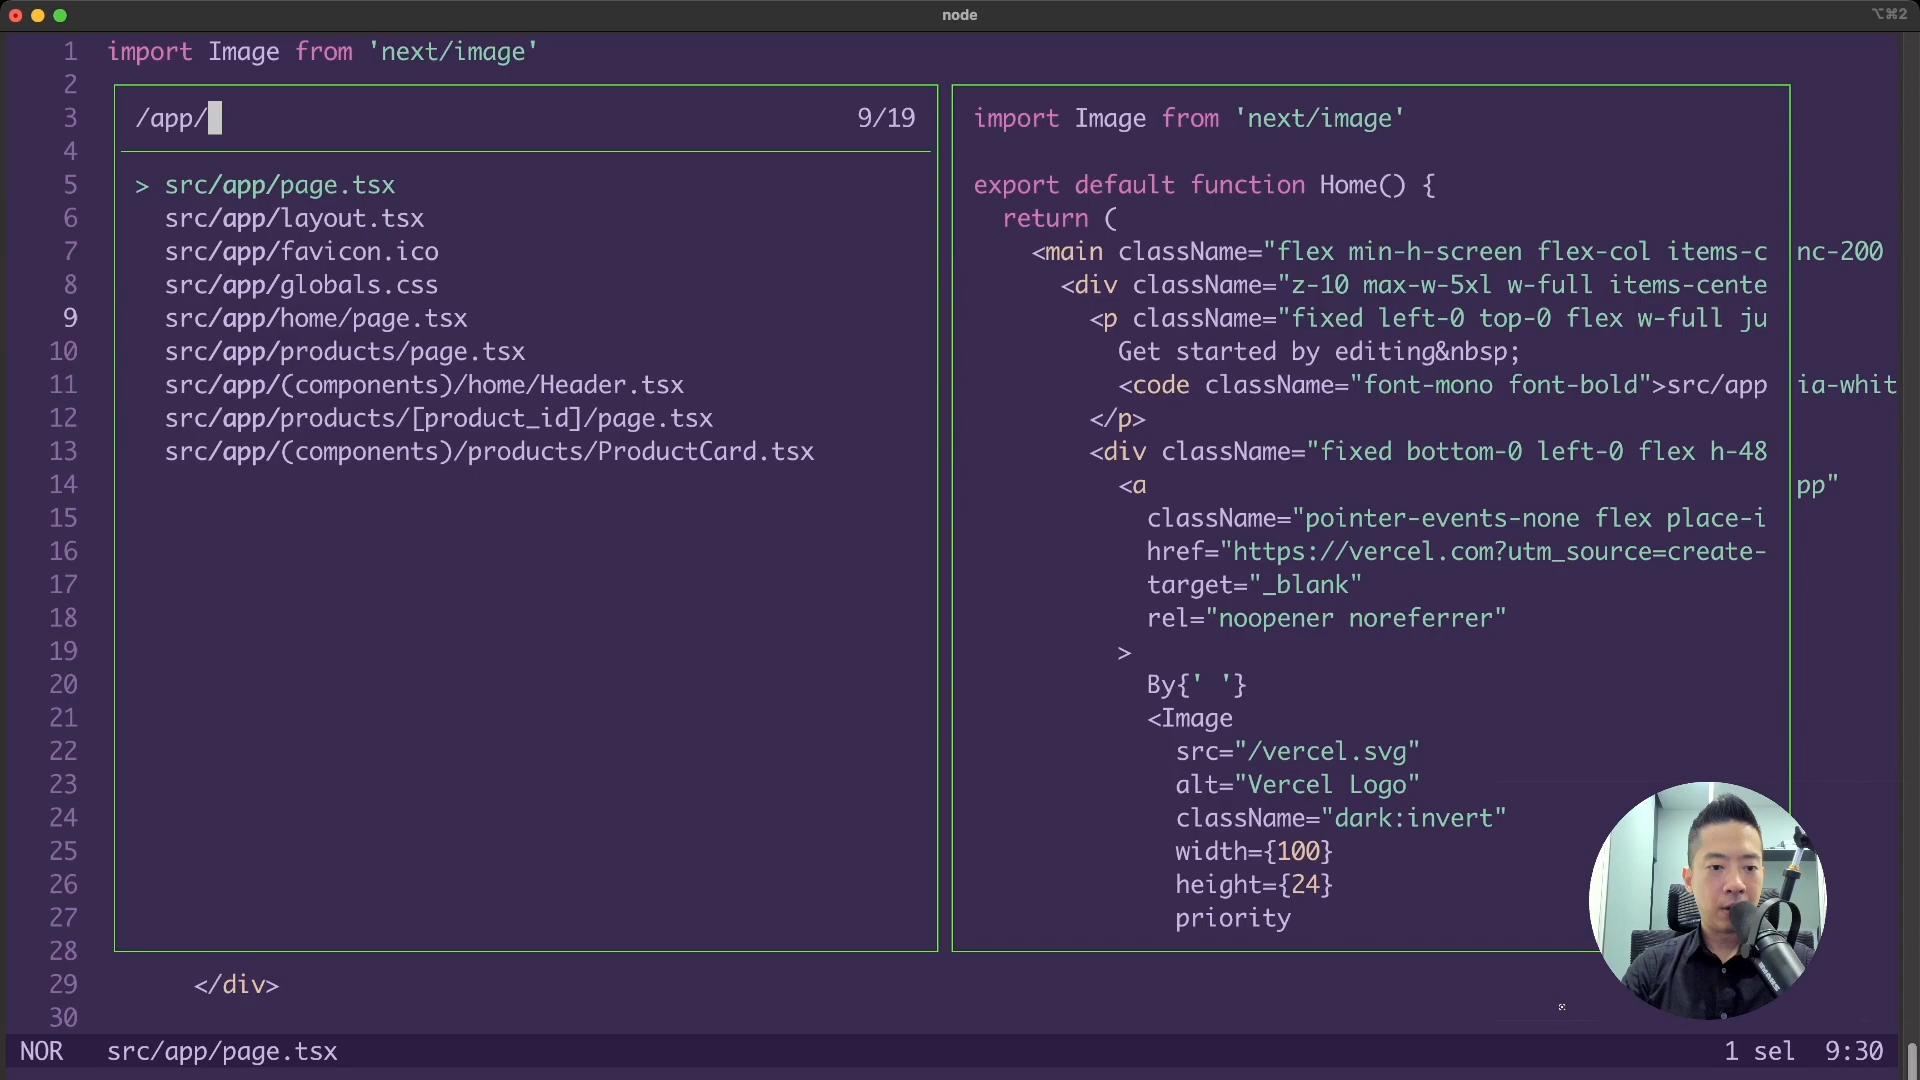 node
⌥⌘2
1 import Image from 'next/image'
2
3
4
5
6
7
8
9
10
11
12
13
14
15
16
17
18
19
20
21
22
23
24
25
26
27
28
29 </div>
30
/app/ 9/19
> src/app/page.tsx
src/app/layout.tsx
src/app/favicon.ico
src/app/globals.css
src/app/home/page.tsx
src/app/products/page.tsx
src/app/(components)/home/Header.tsx
src/app/products/[product_id]/page.tsx
src/app/(components)/products/ProductCard.tsx
import Image from 'next/image'
export default function Home() {
return (
<main className="flex min-h-screen flex-col items-c
<div className="z-10 max-w-5xl w-full items-cente
<p className="fixed left-0 top-0 flex w-full ju
Get started by editing&nbsp;
<code className="font-mono font-bold">src/app
</p>
<div className="fixed bottom-0 left-0 flex h-48
<a
className="pointer-events-none flex place-i
href="https://vercel.com?utm_source=create-
target="_blank"
rel="noopener noreferrer"
>
By{' '}
<Image
src="/vercel.svg"
alt="Vercel Logo"
className="dark:invert"
width={100}
height={24}
priority
nc-200
ia-whit
pp"
NOR src/app/page.tsx 1 sel 9:30